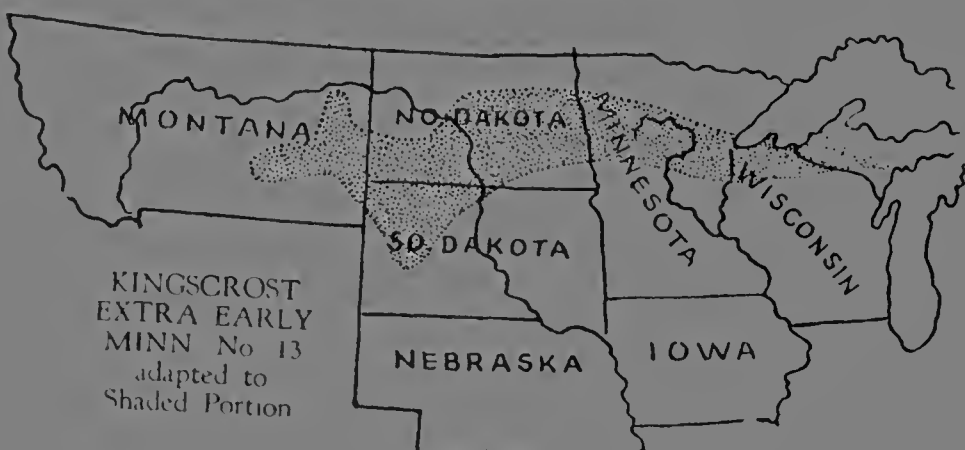 MONTANA
NO DAKOTA
MINNESOTA
WISCONSIN
SO DAKOTA
NEBRASKA
IOWA
KINGSCROST
EXTRA EARLY
MINN No 13
adapted to
Shaded Portion